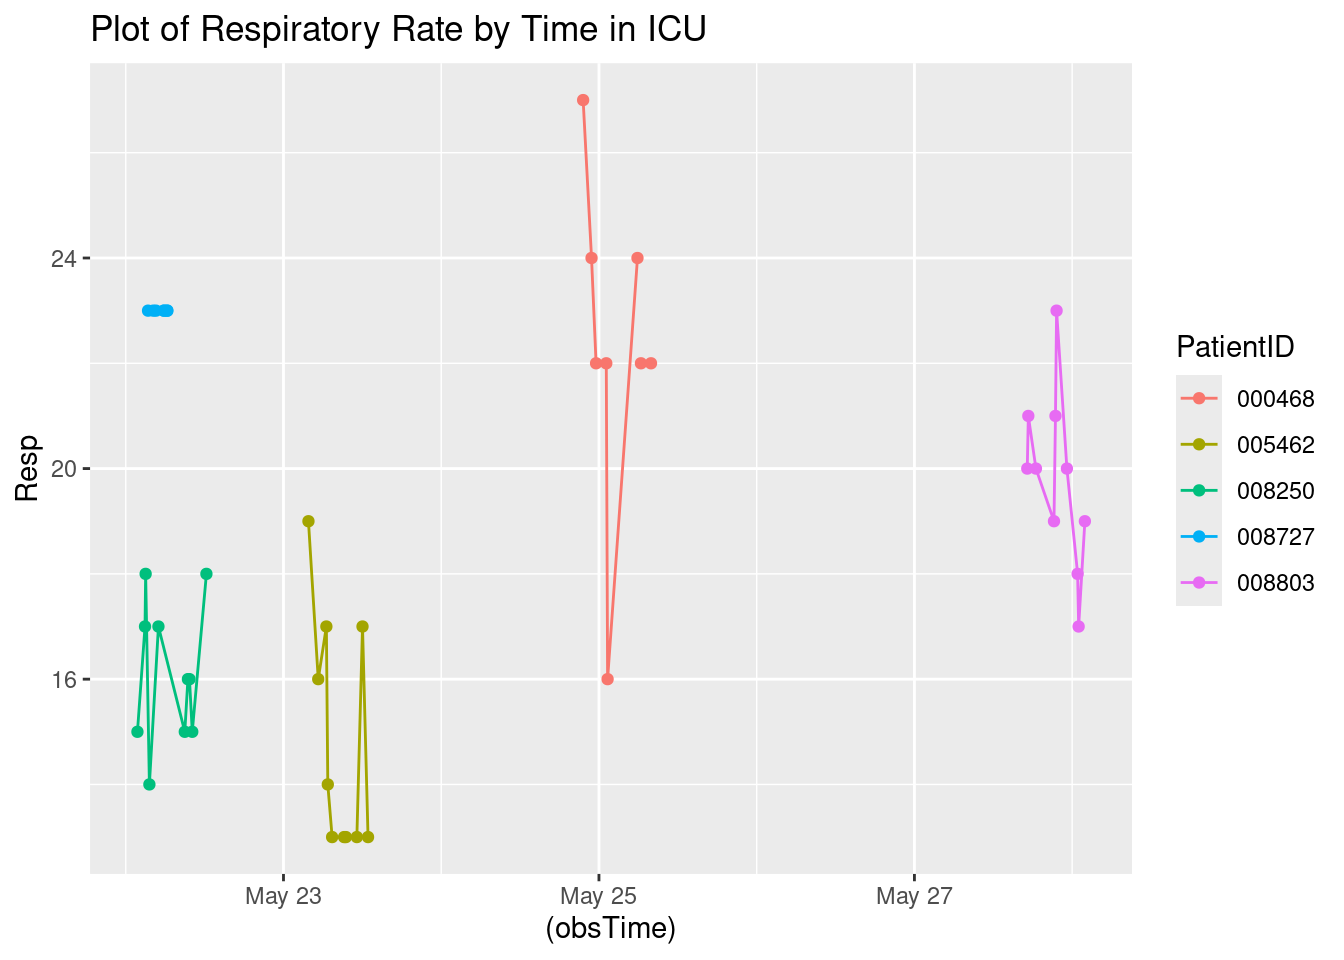 Plot of Respiratory Rate by Time in ICU
Resp
24
20
16
May 23
May 25
May 27
(obsTime)
PatientID
000468
005462
008250
008727
008803